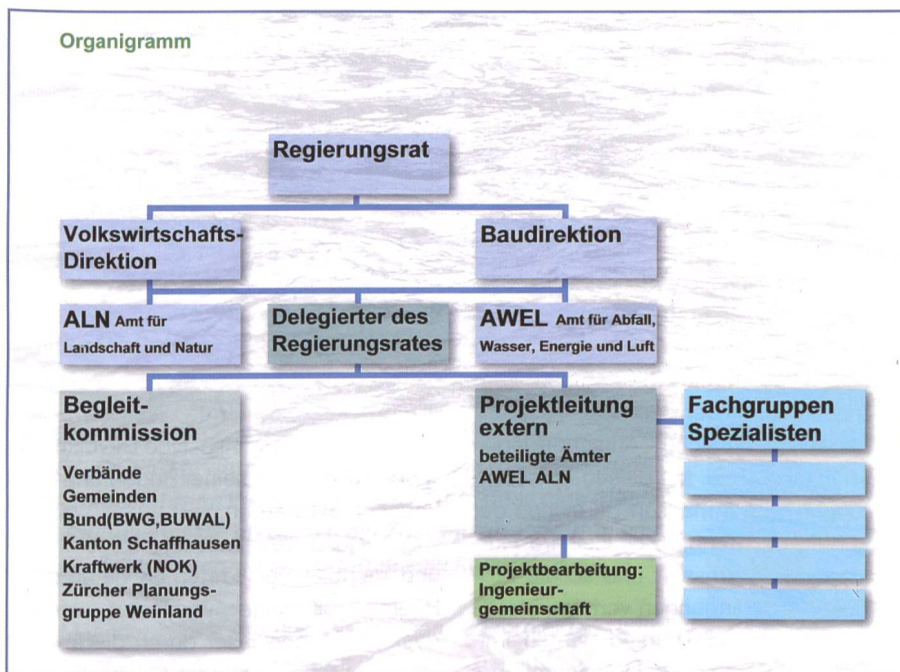 Organigramm
Regierungsrat
Volkswirtschafts-
Direktion
Baudirektion
ALN Amt für
Landschaft und Natur
Delegierter des
Regierungsrates
AWEL Amt für Abfall,
Wasser, Energie und Luft
Begleit-
kommission
Verbände
Gemeinden
Bund(BWG,BUWAL)
Kanton Schaffhausen
Kraftwerk (NOK)
Zürcher Planungs-
gruppe Weinland
Projektleitung
extern
beteiligte Ämter
AWEL ALN
Fachgruppen
Spezialisten
Projektbearbeitung:
Ingenieur-
gemeinschaft